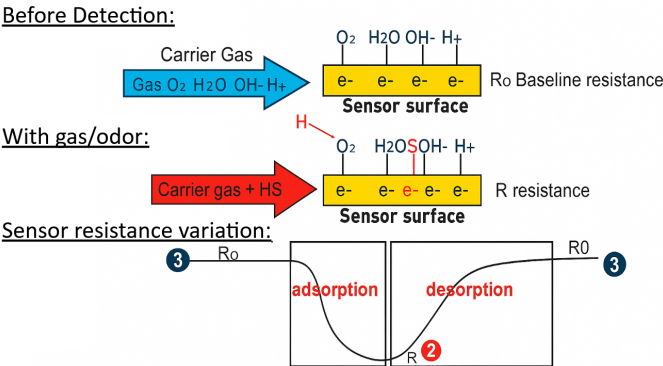 Before Detection:
O2 H2O OH- H+
Carrier Gas
Gas O2 H2O OH- H+
e- e- e- e-
Ro Baseline resistance
Sensor surface
With gas/odor:
H
O2 H2OSOH- H+
Carrier gas + HS
e- e- e- e- e-
R resistance
Sensor surface
Sensor resistance variation:
3 Ro R0 3
adsorption desorption
R 2